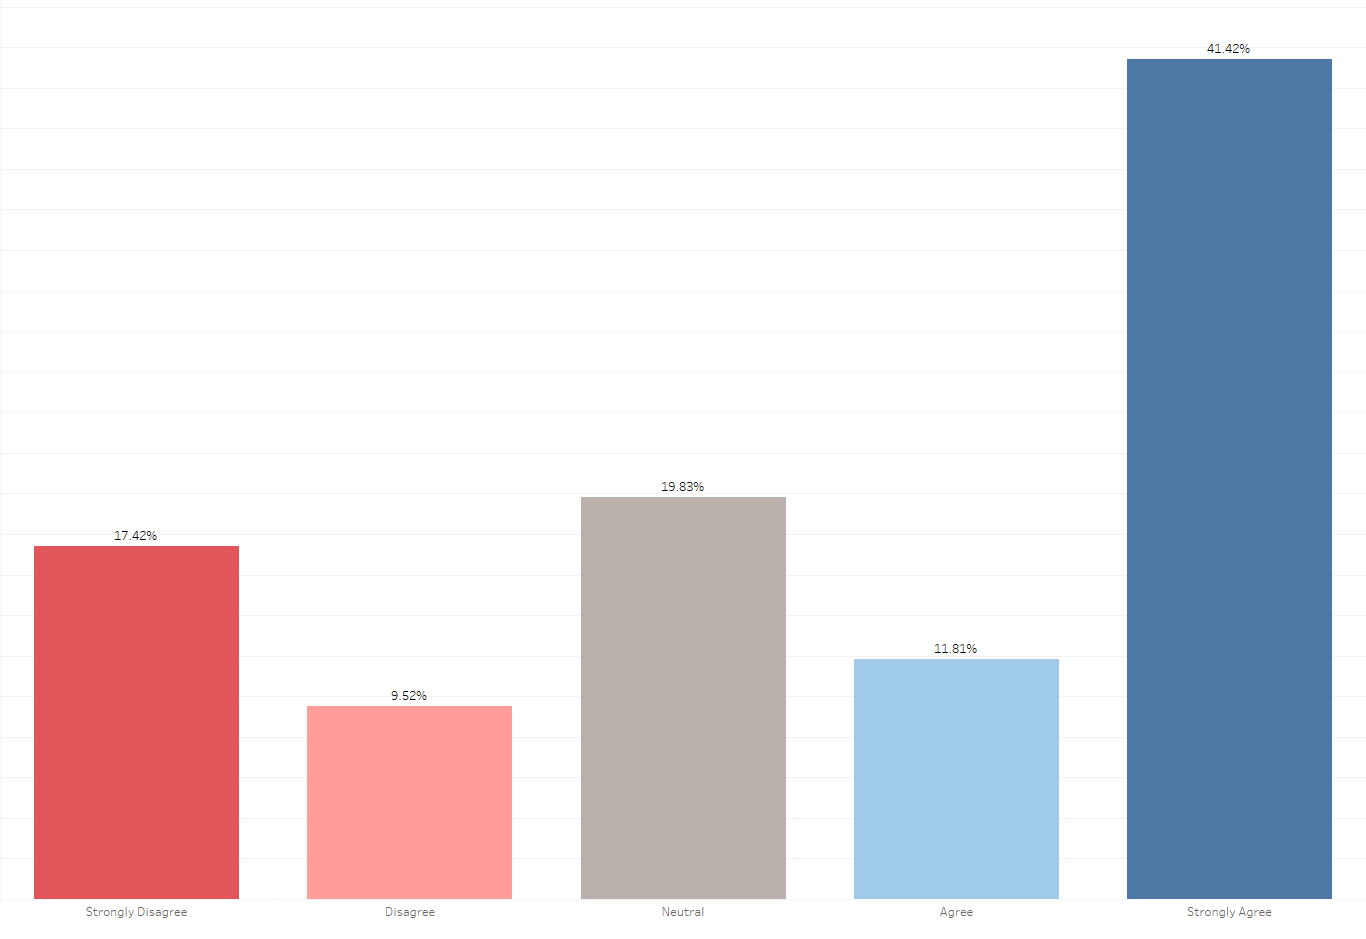 41.42%
19.83%
17.42%
11.81%
9.52%
Strongly Disagree
Disagree
Neutral
Agree
Strongly Agree